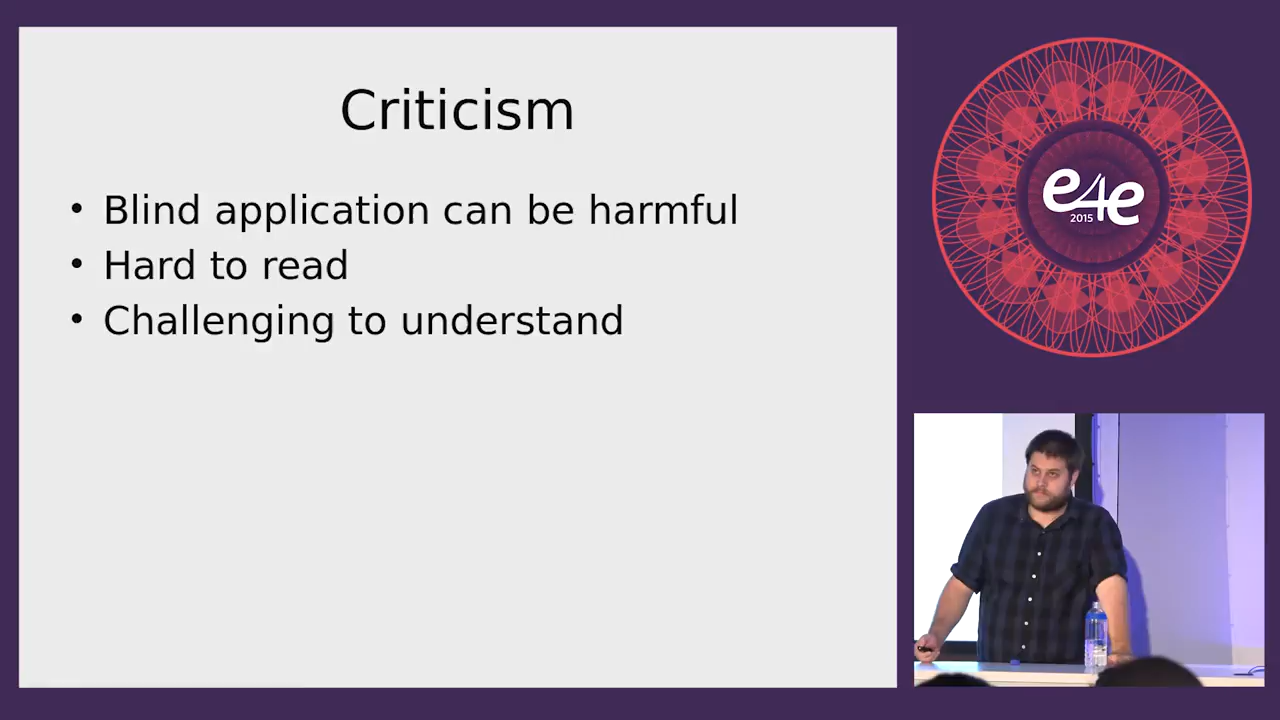 Criticism
• Blind application can be harmful
• Hard to read
• Challenging to understand
e4e
2015